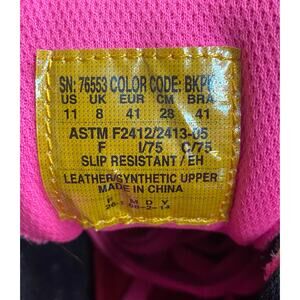 SN: 76553 COLOR CODE: BKPK
US UK EUR CM BRA
11 8 41 28 41
ASTM F2412/2413-05
F I/75 C/75
SLIP RESISTANT/EH
LEATHER/SYNTHETIC UPPER
MADE IN CHINA
F M D Y